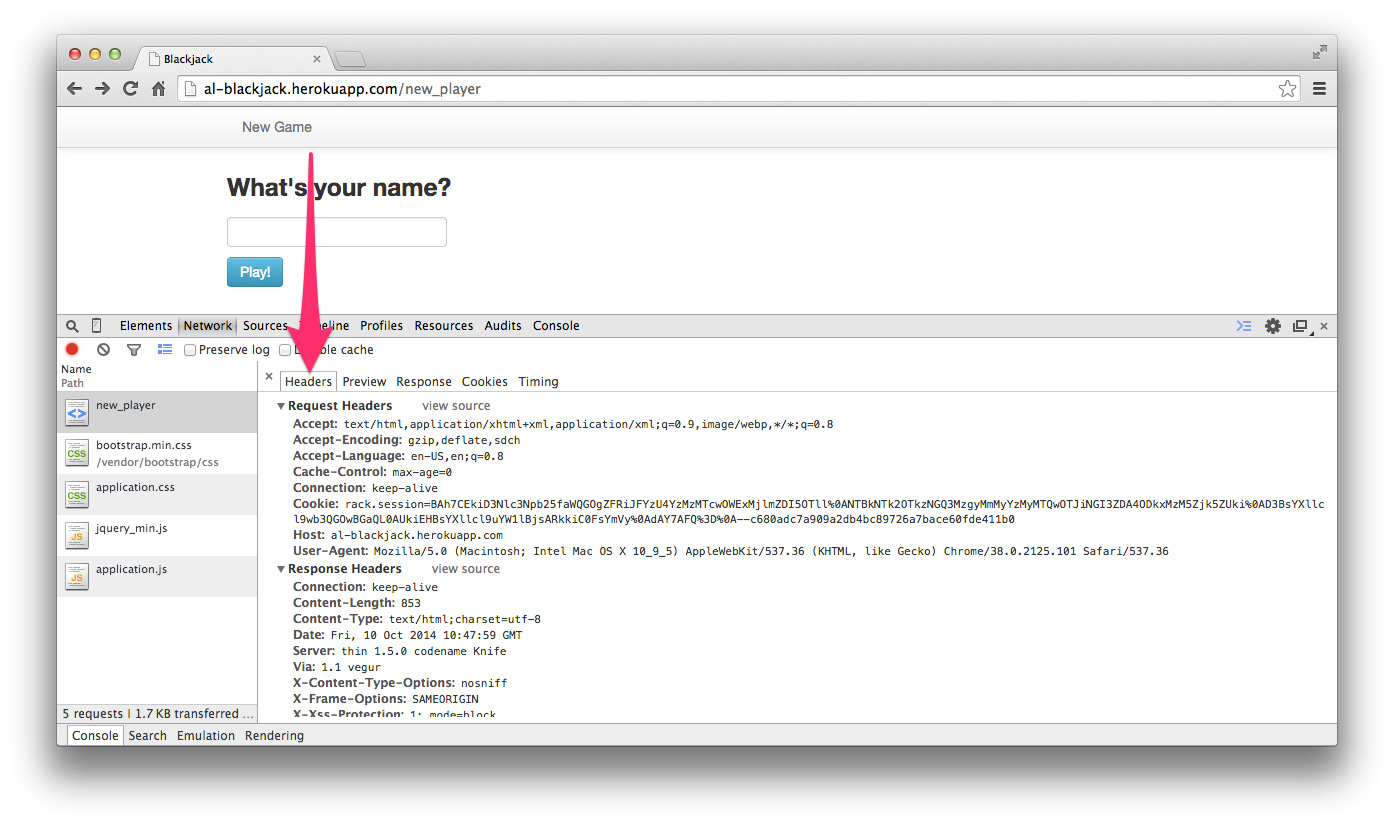 Blackjack
al-blackjack.herokuapp.com/new_player
New Game
What's your name?
Play!
Elements Network Sources Profiles Resources Audits Console
Preserve log cache
Name
Path
Headers Preview Response Cookies Timing
new_player
bootstrap.min.css
/vendor/bootstrap/css
application.css
jquery_min.js
application.js
Request Headers view source
Accept: text/html,application/xhtml+xml,application/xml;q=0.9,image/webp,*/*;q=0.8
Accept-Encoding: gzip,deflate,sdch
Accept-Language: en-US,en;q=0.8
Cache-Control: max-age=0
Connection: keep-alive
Cookie: rack.session=BAh7CEkiD3Nlc3Npb25faWQGOgZFRiJFYzU4YzMzMTcwOWExMjlmZDI5OTll%0ANTBkNTk2OTkzNGQ3MzgyMmMyYzMyMTQwOTJiNGI3ZDA4ODkxMzM5Zjk5ZUki%0AD3BsYXllc
l9wb3QGOwBGaQL0AUkiEHBsYXllcl9uYW1lBjsARkkiC0FsYmVy%0AdAY7AFQ%3D%0A--c680adc7a909a2db4bc89726a7bace60fde411b0
Host: al-blackjack.herokuapp.com
User-Agent: Mozilla/5.0 (Macintosh; Intel Mac OS X 10_9_5) AppleWebKit/537.36 (KHTML, like Gecko) Chrome/38.0.2125.101 Safari/537.36
Response Headers view source
Connection: keep-alive
Content-Length: 853
Content-Type: text/html;charset=utf-8
Date: Fri, 10 Oct 2014 10:47:59 GMT
Server: thin 1.5.0 codename Knife
Via: 1.1 vegur
X-Content-Type-Options: nosniff
X-Frame-Options: SAMEORIGIN
X-Xss-Protection: 1; mode=block
5 requests | 1.7 KB transferred ...
Console Search Emulation Rendering